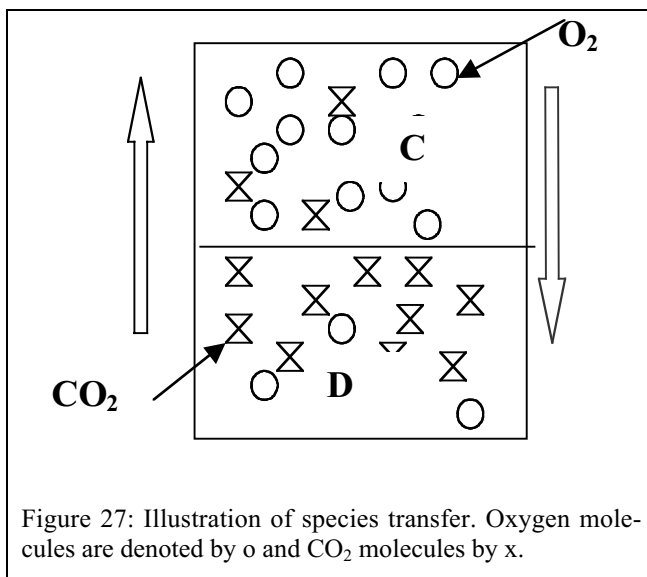 O₂
C
D
CO₂
Figure 27: Illustration of species transfer. Oxygen mole-
cules are denoted by o and CO₂ molecules by x.